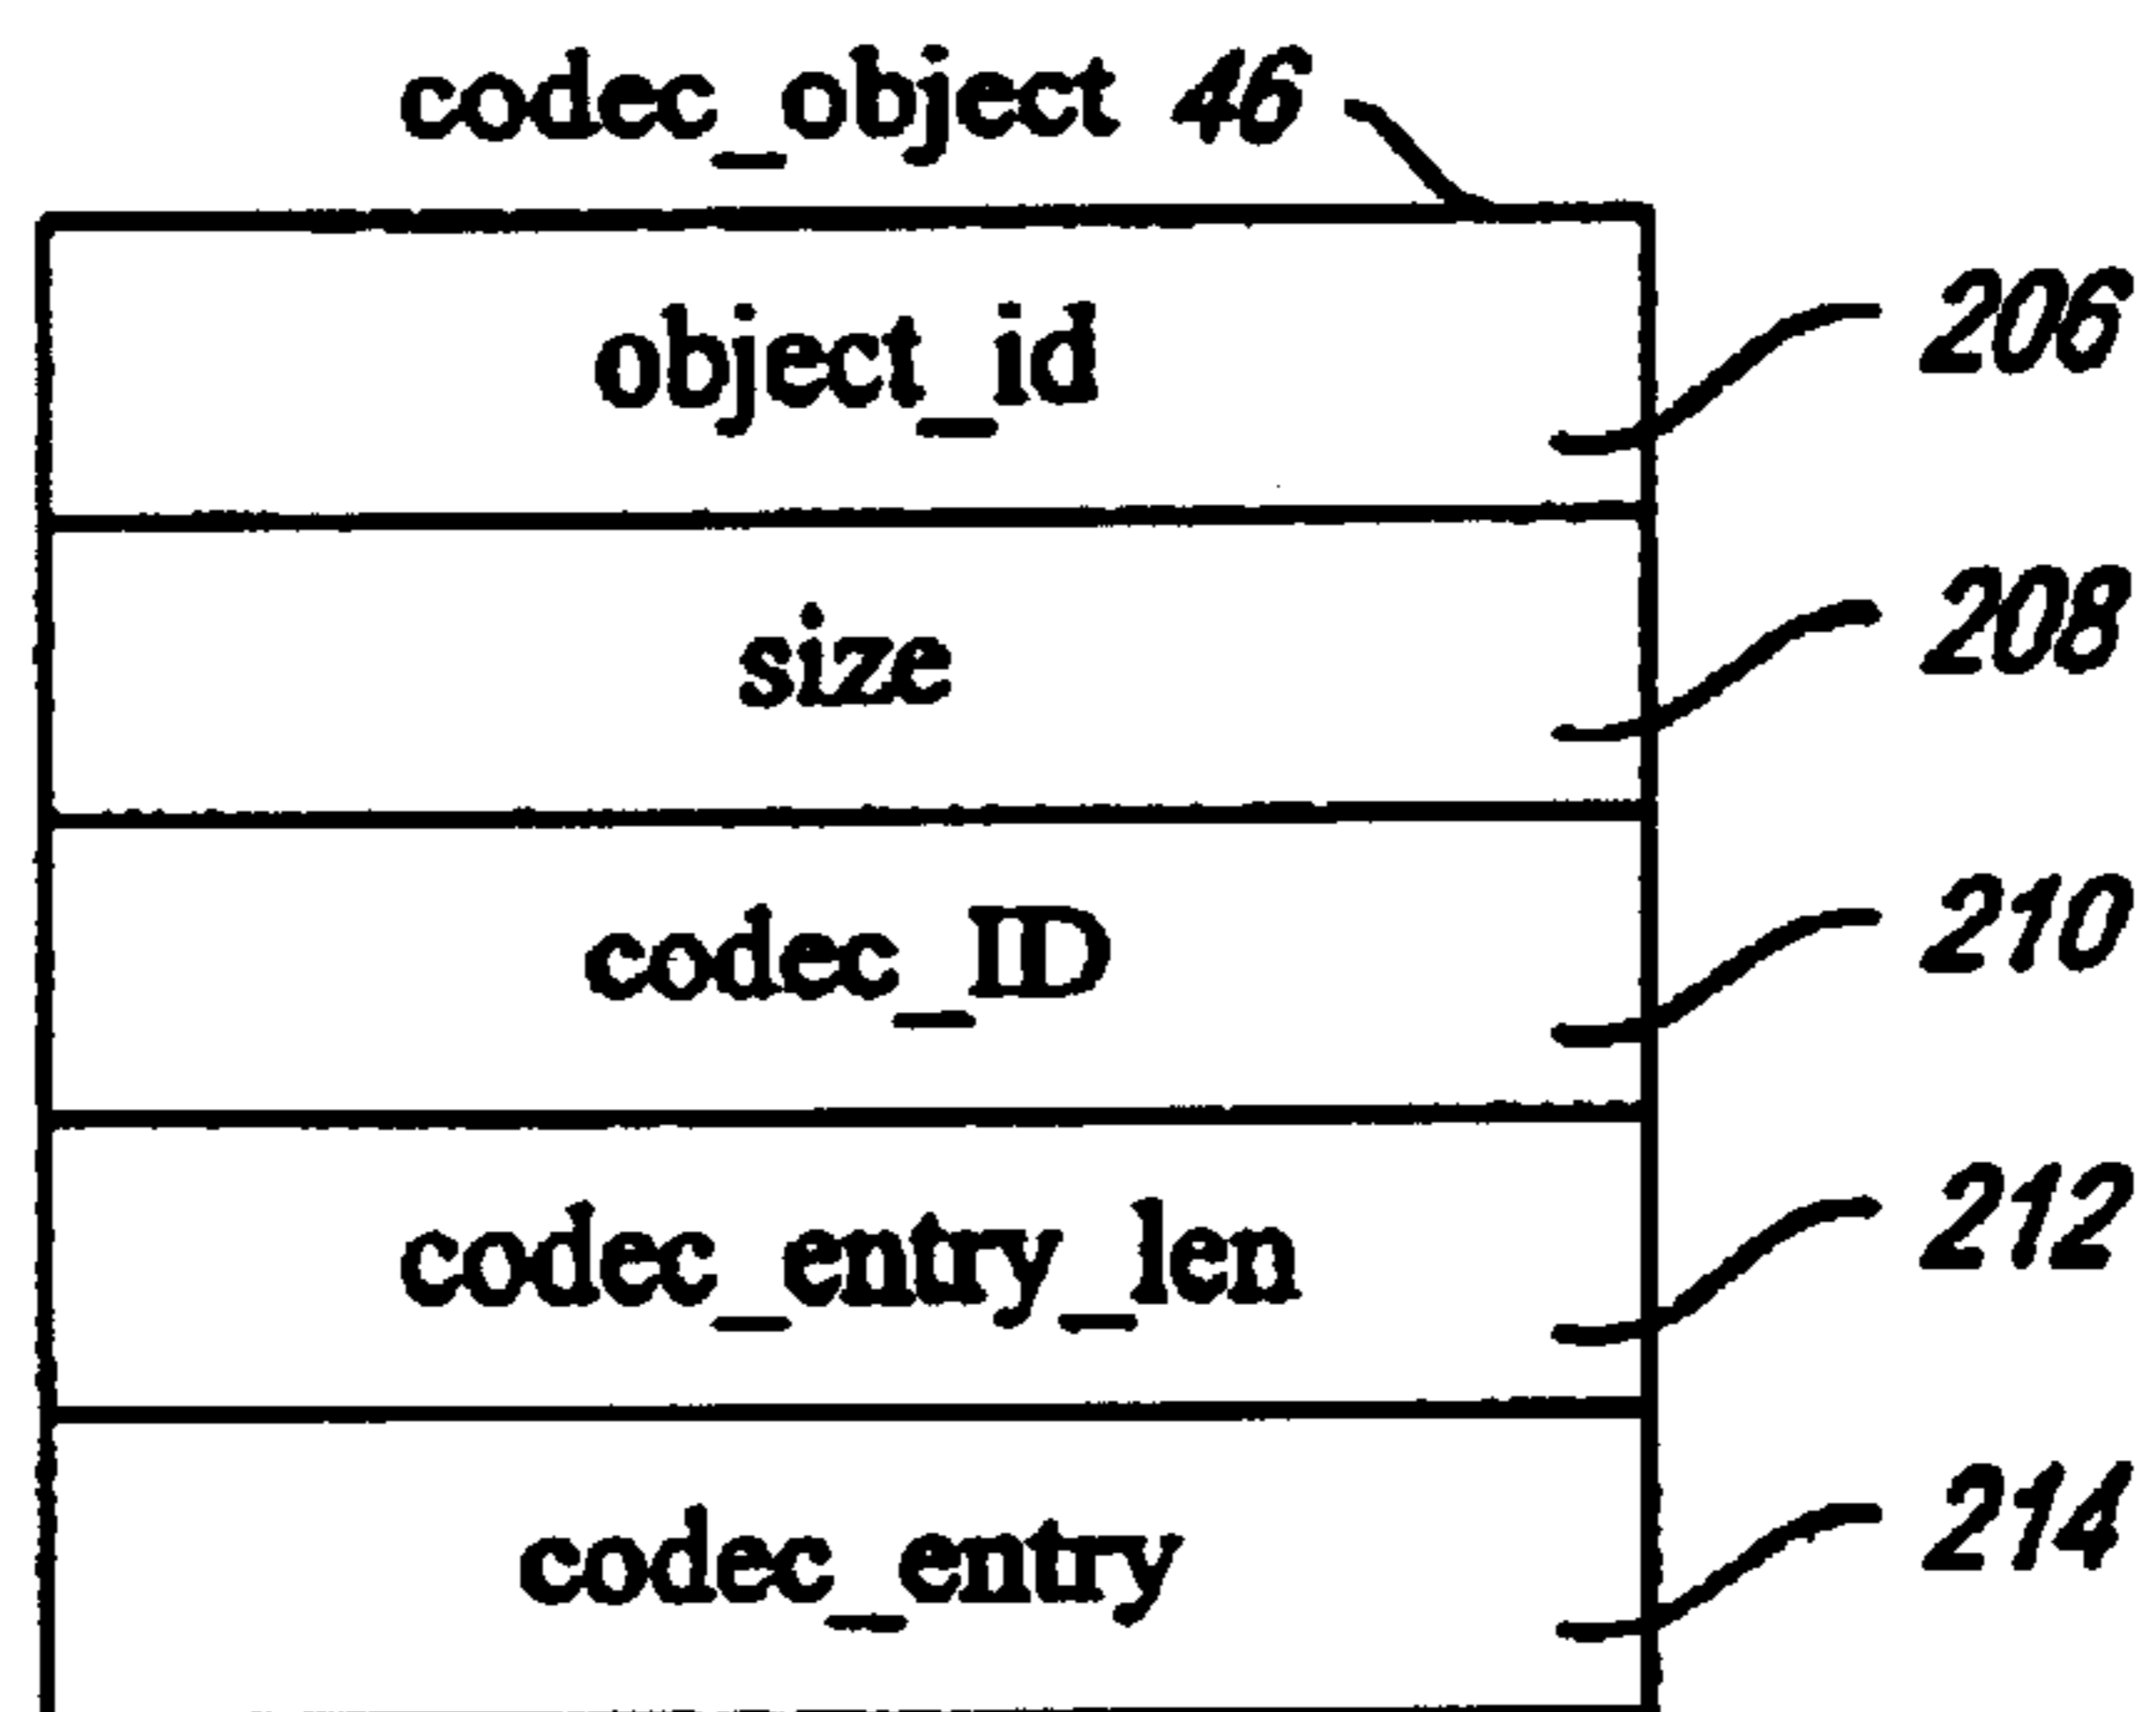 codec_object 46
object_id 206
size 208
codec_ID 210
codec_entry_len 212
codec_entry 214